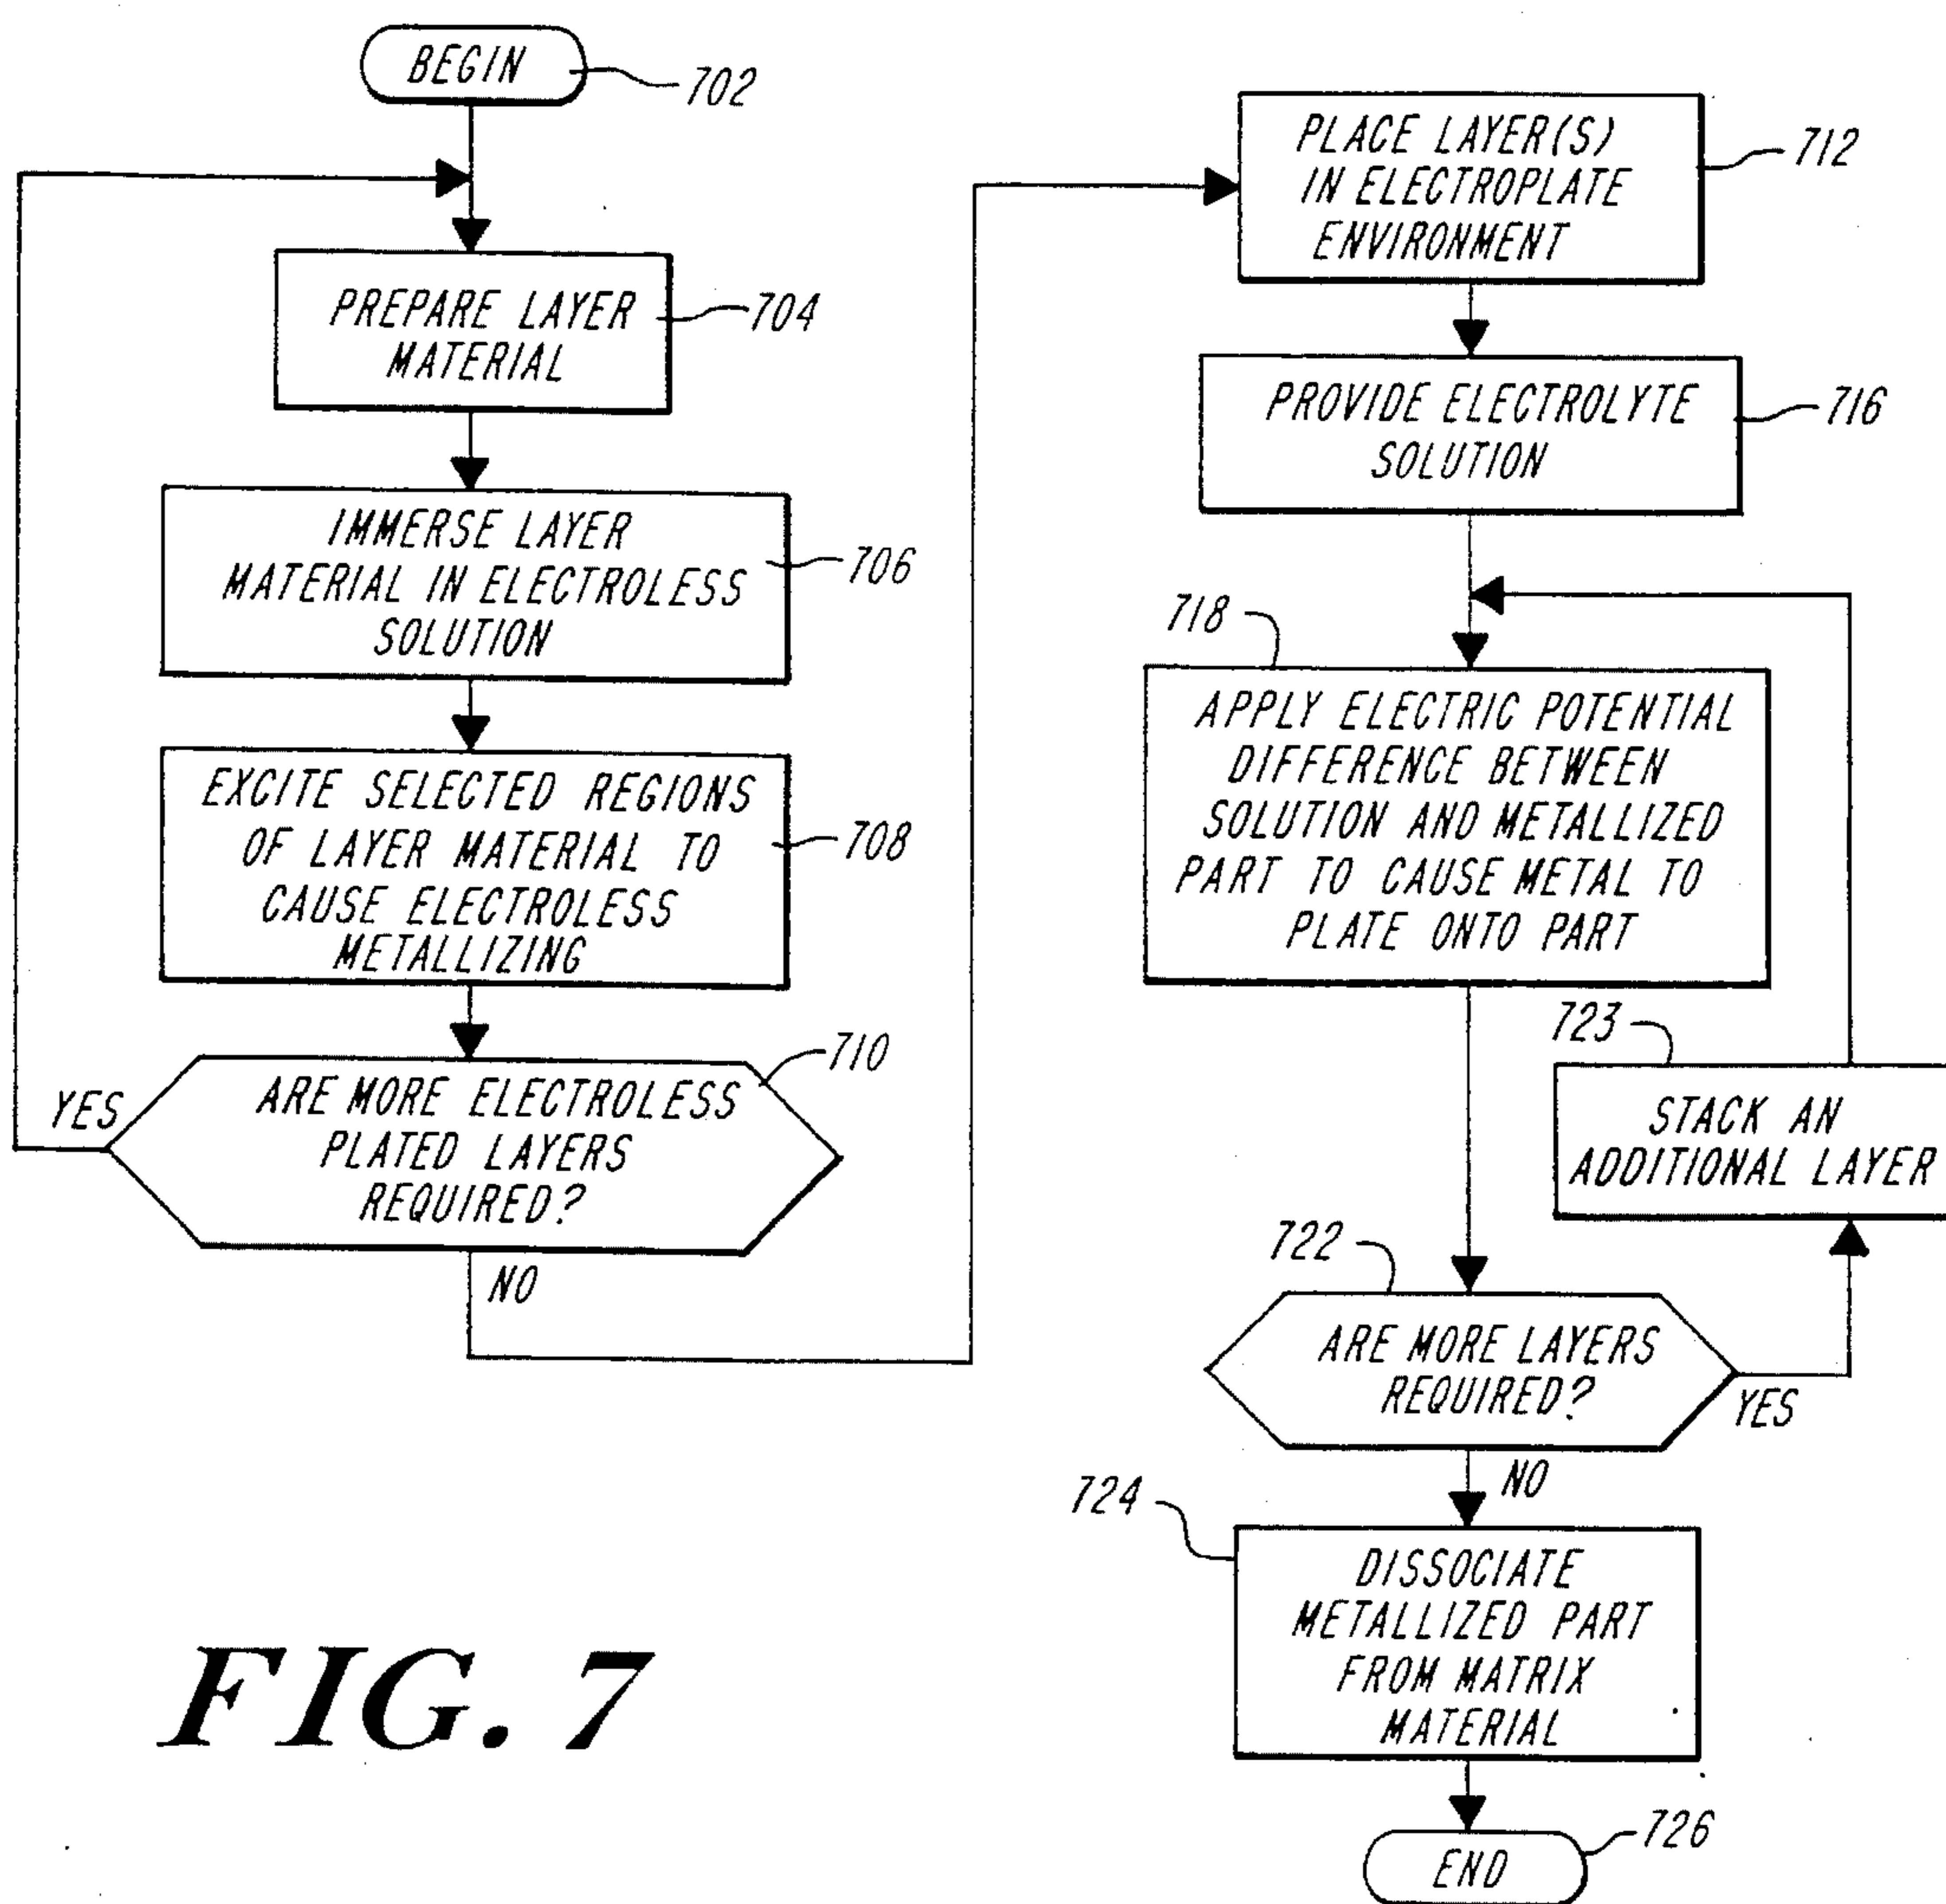 BEGIN
702
PREPARE LAYER
MATERIAL
704
IMMERSE LAYER
MATERIAL IN ELECTROLESS
SOLUTION
706
EXCITE SELECTED REGIONS
OF LAYER MATERIAL TO
CAUSE ELECTROLESS
METALLIZING
708
710
ARE MORE ELECTROLESS
PLATED LAYERS
REQUIRED?
YES
NO
PLACE LAYER(S)
IN ELECTROPLATE
ENVIRONMENT
712
PROVIDE ELECTROLYTE
SOLUTION
716
718
APPLY ELECTRIC POTENTIAL
DIFFERENCE BETWEEN
SOLUTION AND METALLIZED
PART TO CAUSE METAL TO
PLATE ONTO PART
723
STACK AN
ADDITIONAL LAYER
722
ARE MORE LAYERS
REQUIRED?
YES
NO
724
DISSOCIATE
METALLIZED PART
FROM MATRIX
MATERIAL
END
726
FIG. 7